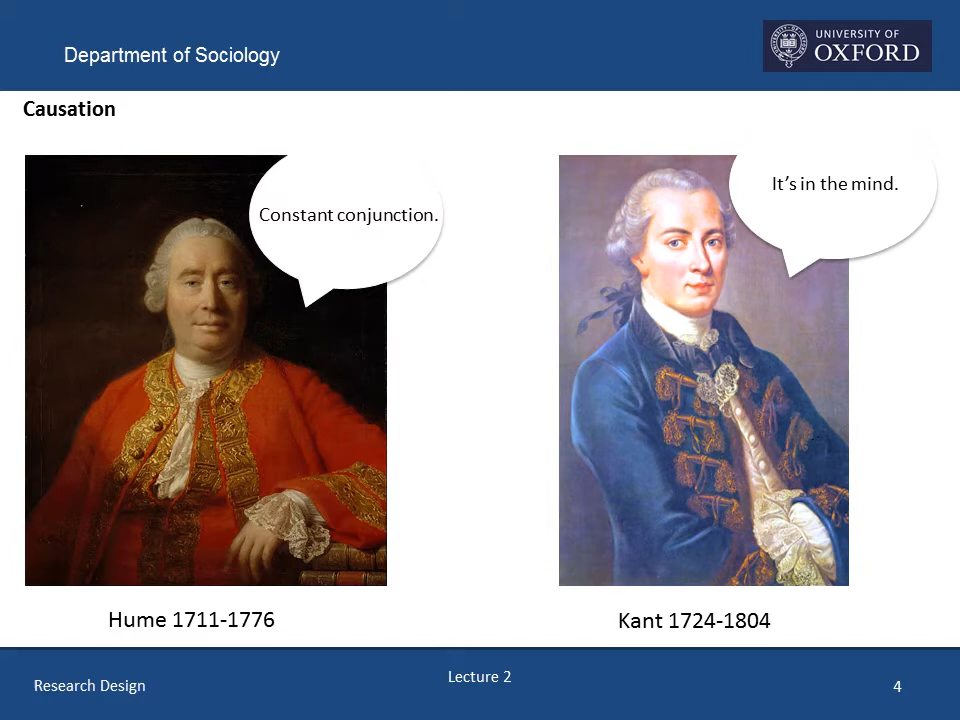 Department of Sociology
UNIVERSITY OF
OXFORD
Causation
Constant conjunction.
It's in the mind.
Hume 1711-1776
Kant 1724-1804
Research Design
Lecture 2
4